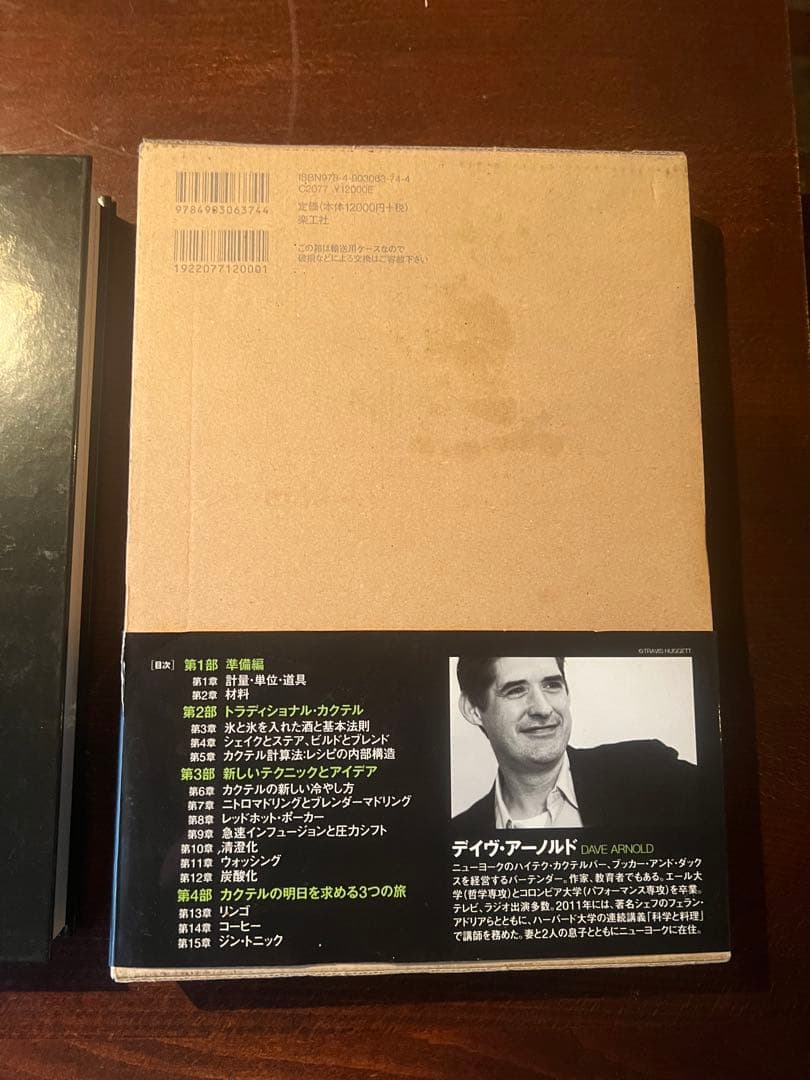 ISBN978-4-903063-74-4
C2077 ¥12000E
定価(本体12000円+税)
楽工社
9784903063744
1922077120001
この箱は輸送用ケースなので
破損などによる交換はご容赦下さい
©TRAVIS HUGGETT
[目次] 第1部 準備編
第1章 計量・単位・道具
第2章 材料
第2部 トラディショナル・カクテル
第3章 氷と氷を入れた酒と基本法則
第4章 シェイクとステア、ビルドとブレンド
第5章 カクテル計算法:レシピの内部構造
第3部 新しいテクニックとアイデア
第6章 カクテルの新しい冷やし方
第7章 ニトロマドリングとブレンダーマドリング
第8章 レッドホット・ポーカー
第9章 急速インフュージョンと圧力シフト
第10章 清澄化
第11章 ウォッシング
第12章 炭酸化
第4部 カクテルの明日を求める3つの旅
第13章 リンゴ
第14章 コーヒー
第15章 ジン・トニック
デイヴ・アーノルド DAVE ARNOLD
ニューヨークのハイテク・カクテルバー、ブッカー・アンド・ダック
スを経営するバーテンダー。作家、教育者でもある。エール大
学(哲学専攻)とコロンビア大学(パフォーマンス専攻)を卒業。
テレビ、ラジオ出演多数。2011年には、著名シェフのフェラン・
アドリアらとともに、ハーバード大学の連続講義「科学と料理」
で講師を務めた。妻と2人の息子とともにニューヨークに在住。